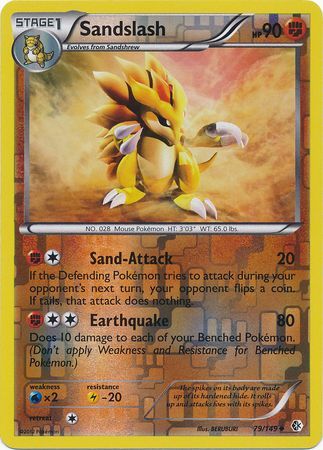 STAGE1
Sandslash
HP 90
Evolves from Sandshrew
NO. 028 Mouse Pokémon HT: 3'03" WT: 65.0 lbs.
Sand-Attack 20
If the Defending Pokémon tries to attack during your
opponent's next turn, your opponent flips a coin.
If tails, that attack does nothing.
Earthquake 80
Does 10 damage to each of your Benched Pokémon.
(Don't apply Weakness and Resistance for Benched
Pokémon.)
weakness resistance
×2 -20
retreat
The spikes on its body are made
up of its hardened hide. It rolls
up and attacks foes with its spikes.
©2012 Pokémon
Illus. BERUBURI
79/149